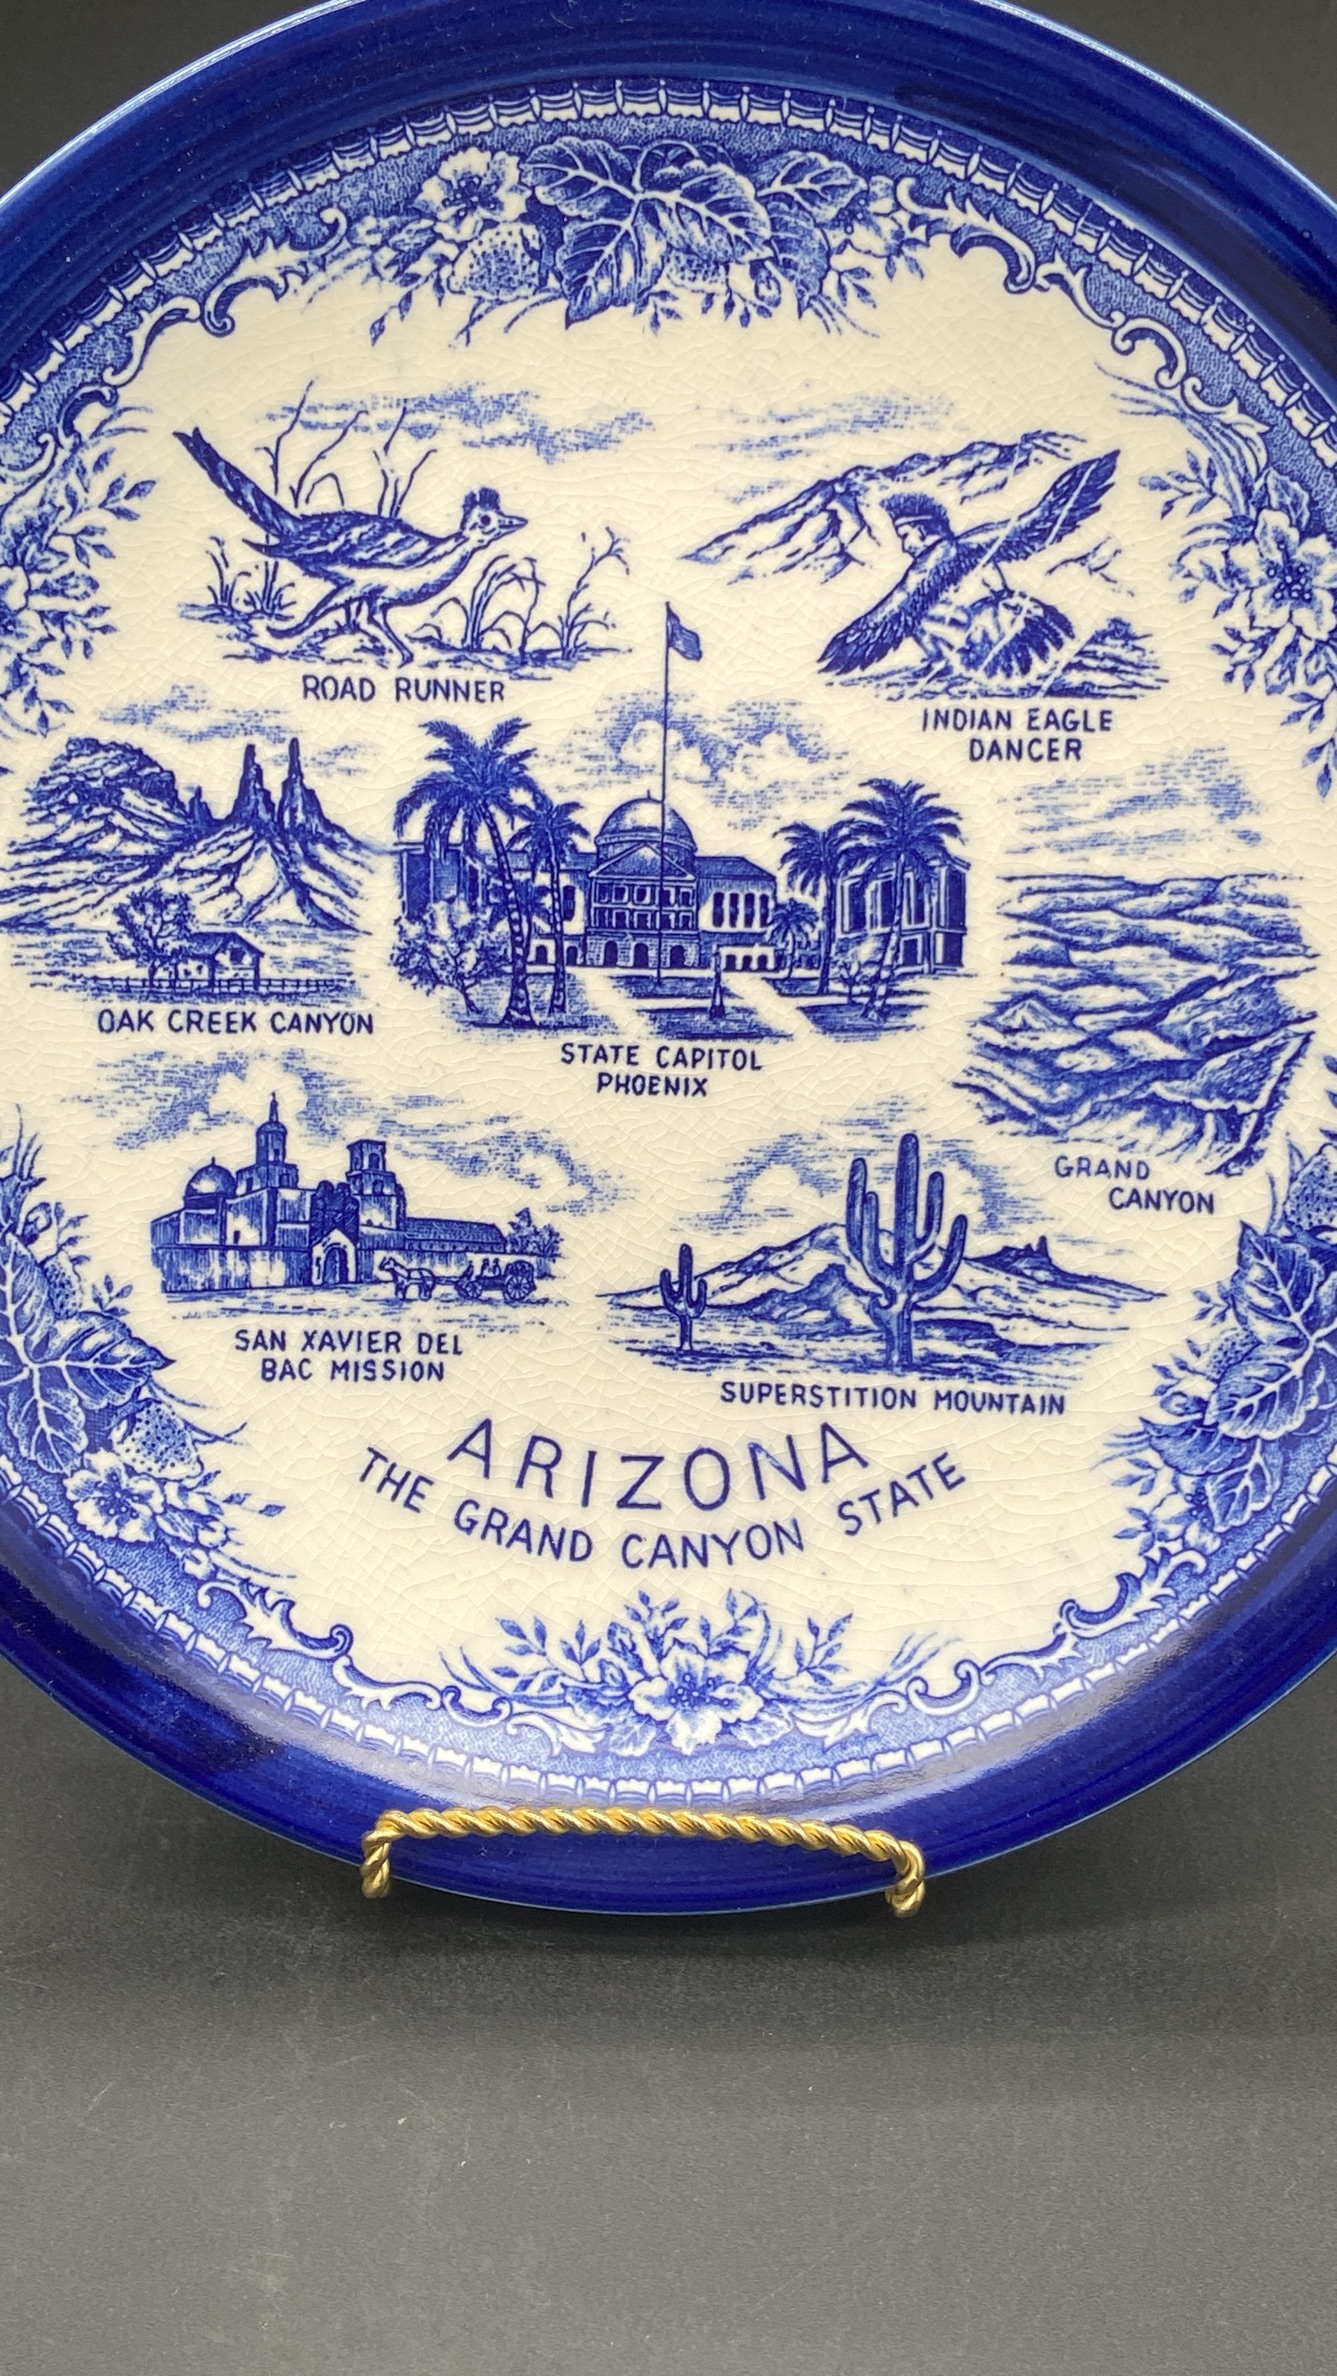 ROAD RUNNER
INDIAN EAGLE
DANCER
OAK CREEK CANYON
STATE CAPITOL
PHOENIX
GRAND
CANYON
SAN XAVIER DEL
BAC MISSION
SUPERSTITION MOUNTAIN
ARIZONA
THE GRAND CANYON STATE